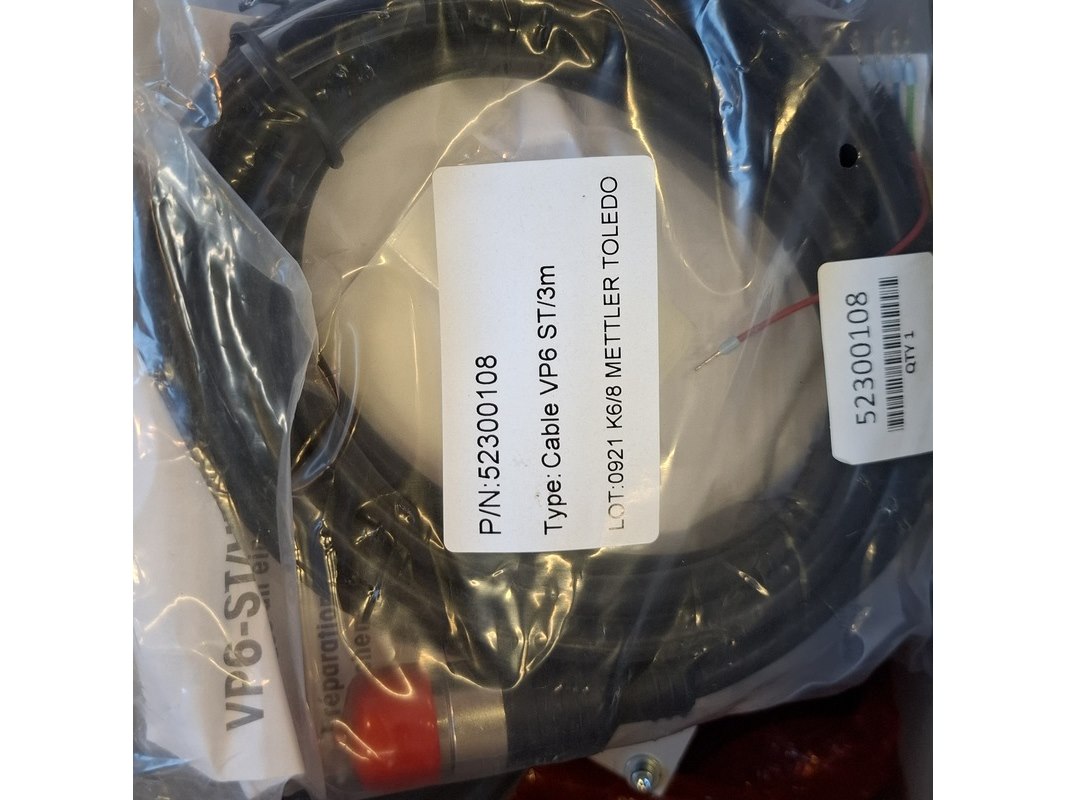 P/N:52300108
Type: Cable VP6 ST/3m
LOT:0921 K6/8 METTLER TOLEDO
52300108
QTY 1
VP6-ST/